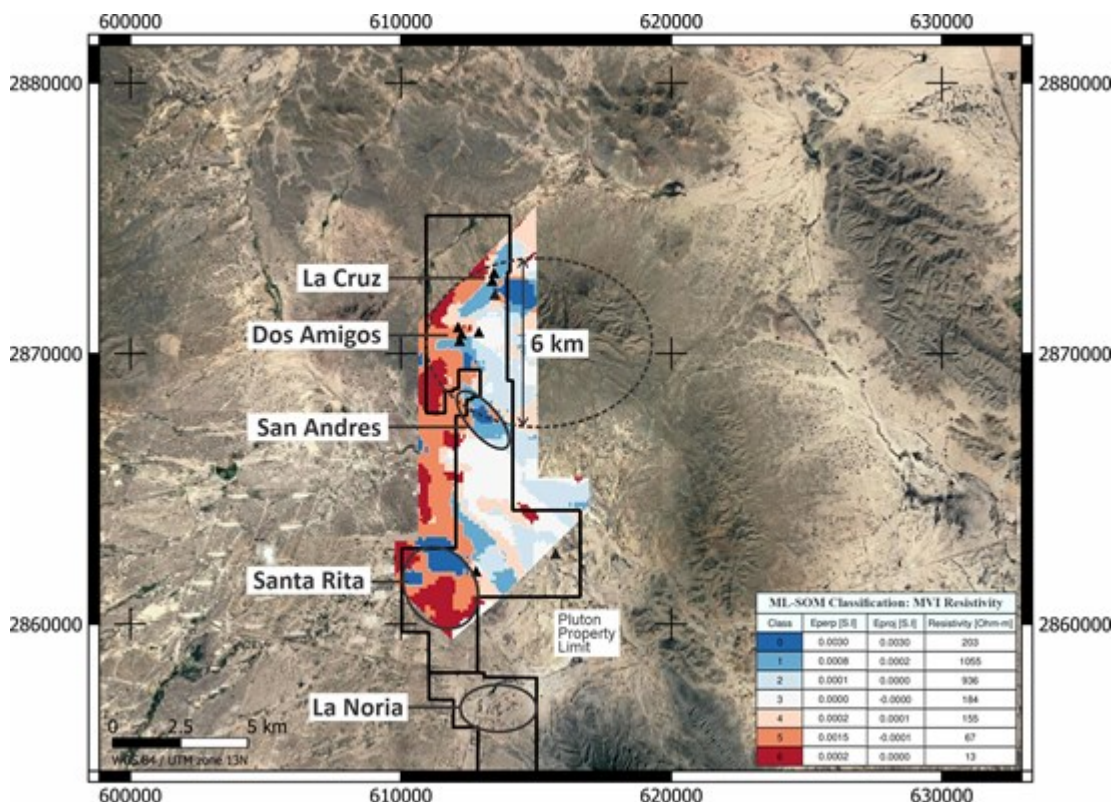 600000 610000 620000 630000
2880000 2880000
La Cruz
Dos Amigos
2870000 6 km 2870000
San Andres
Santa Rita
2860000 2860000
Pluton
Property
Limit
La Noria
0 2.5 5 km
WGS 84 / UTM zone 13N
ML-SOM Classification: MVI Resistivity
Class Eperp [S.I] Eproj [S.I] Resistivity [Ohm-m]
0 0.0030 0.0030 203
1 0.0008 0.0002 1055
2 0.0001 0.0000 936
3 0.0000 -0.0000 184
4 0.0002 0.0001 155
5 0.0015 -0.0001 67
6 0.0002 0.0000 13
600000 610000 620000 630000